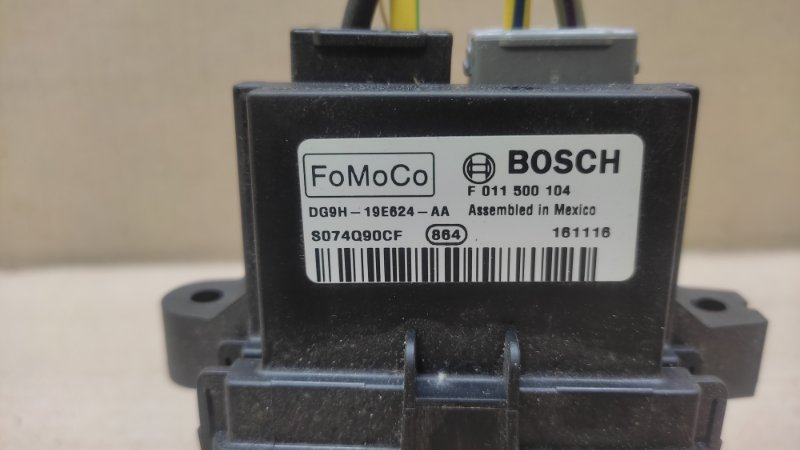 FoMoCo BOSCH
F 011 500 104
DG9H-19E624-AA Assembled in Mexico
S074Q90CF 864 161116